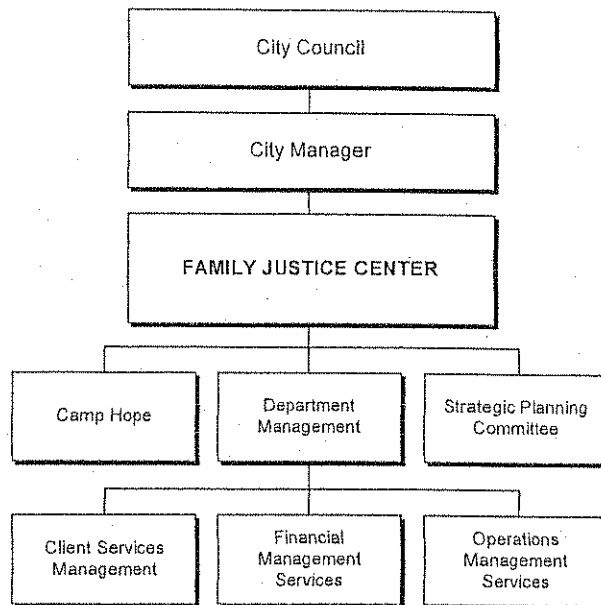 City Council
City Manager
FAMILY JUSTICE CENTER
Camp Hope
Department
Management
Strategic Planning
Committee
Client Services
Management
Financial
Management
Services
Operations
Management
Services